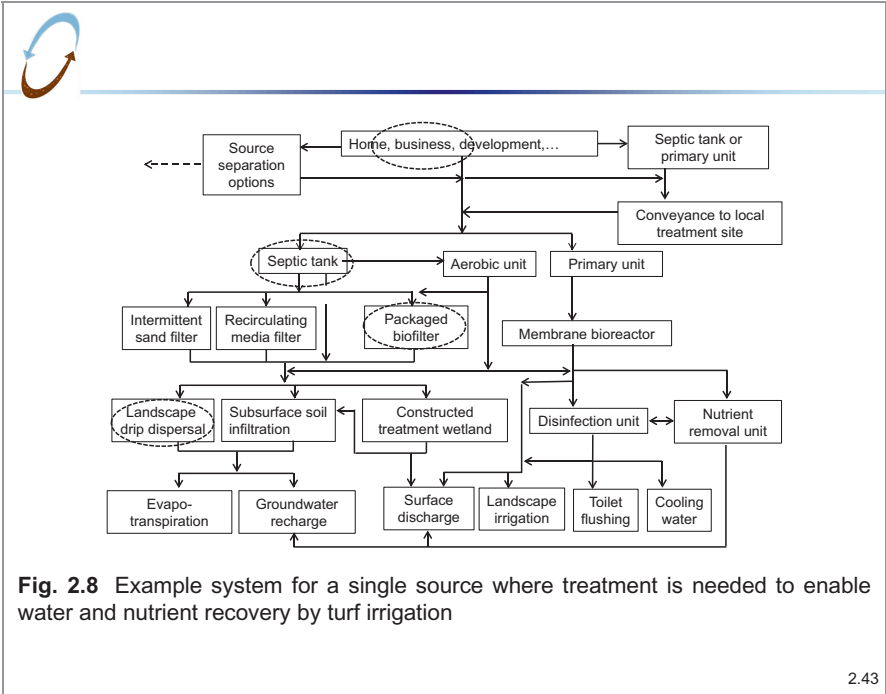 Home, business, development,…
Source
separation
options
Septic tank or
primary unit
Conveyance to local
treatment site
Septic tank
Aerobic unit
Primary unit
Intermittent
sand filter
Recirculating
media filter
Packaged
biofilter
Membrane bioreactor
Landscape
drip dispersal
Subsurface soil
infiltration
Constructed
treatment wetland
Disinfection unit
Nutrient
removal unit
Evapo-
transpiration
Groundwater
recharge
Surface
discharge
Landscape
irrigation
Toilet
flushing
Cooling
water
Fig. 2.8 Example system for a single source where treatment is needed to enable
water and nutrient recovery by turf irrigation
2.43